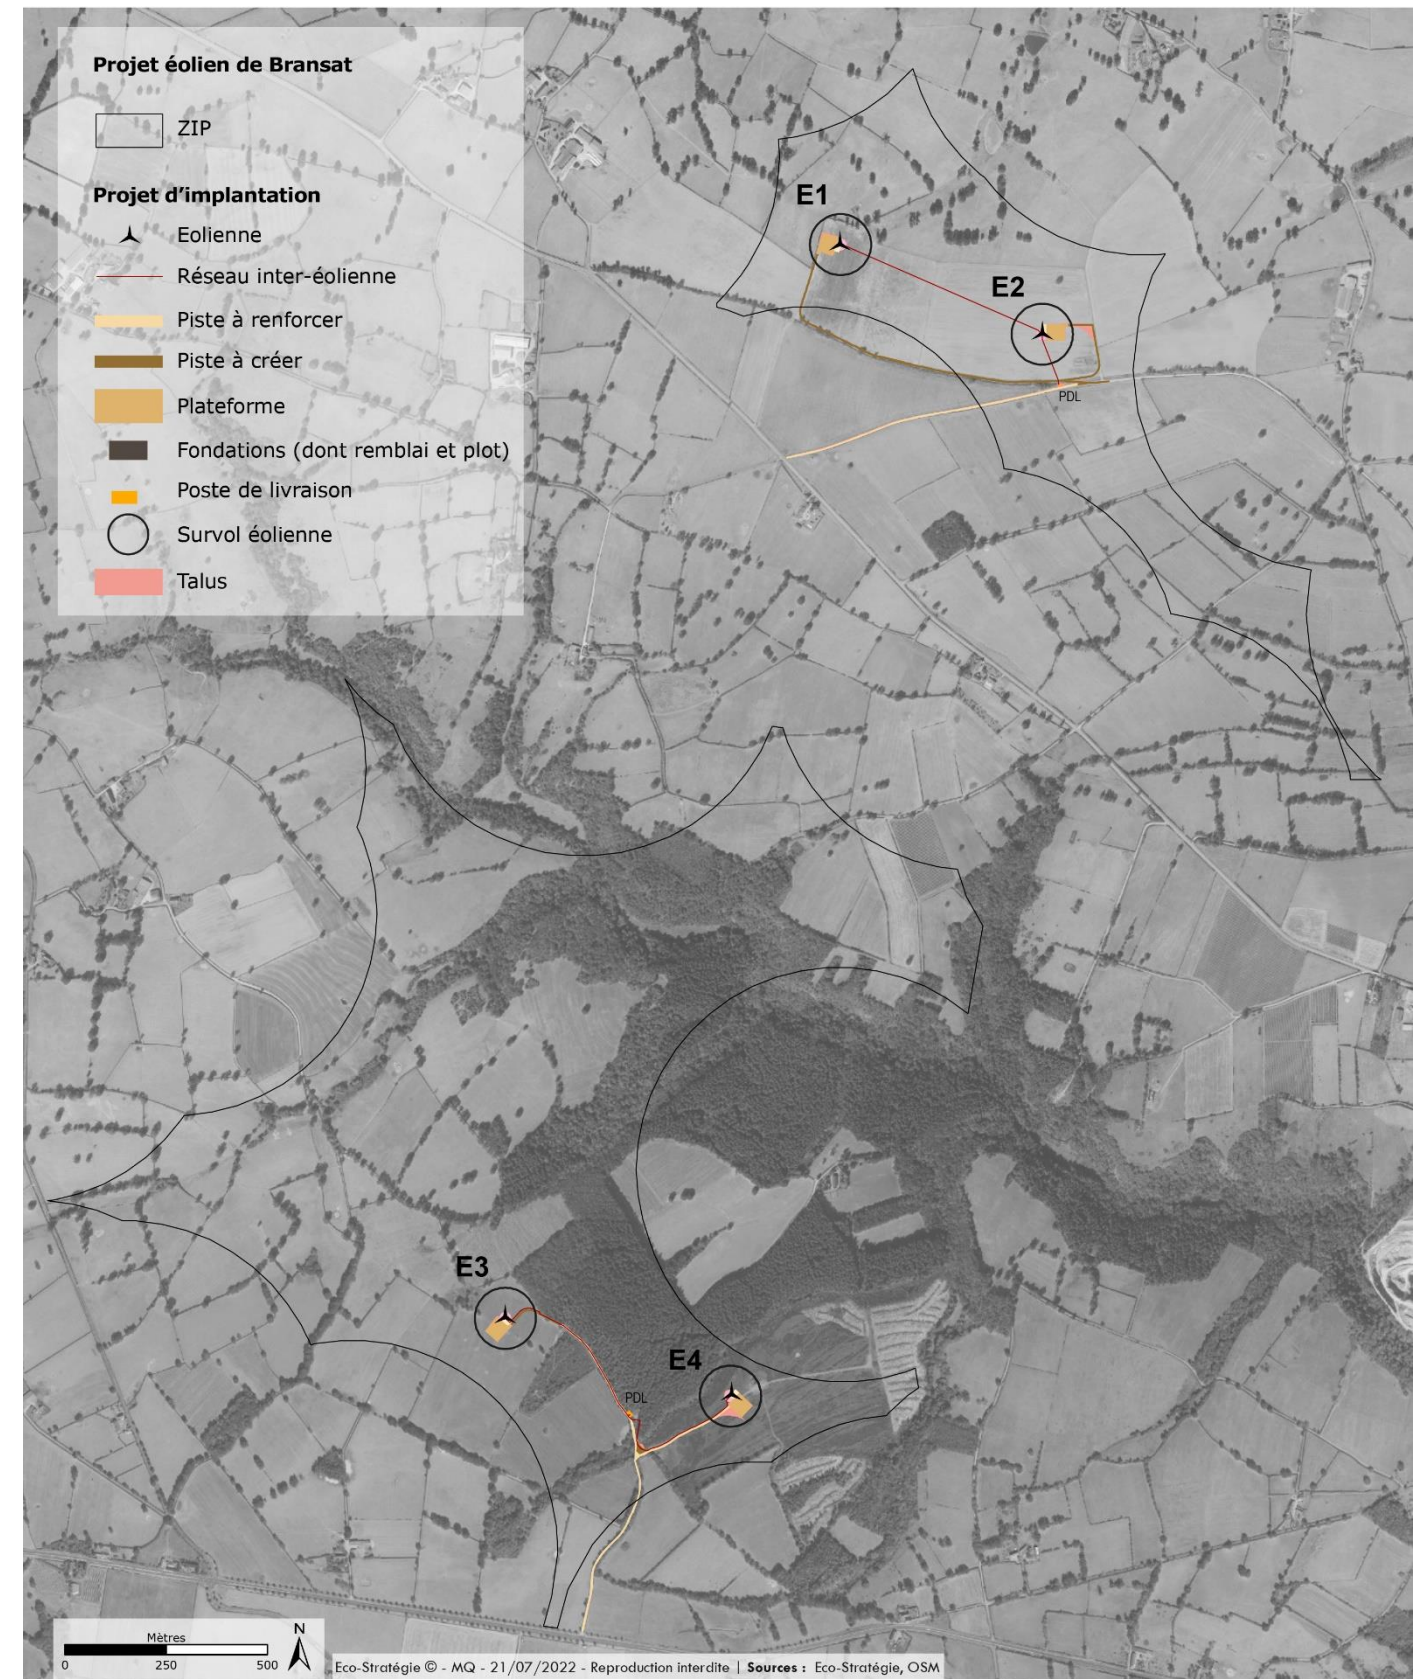 Projet éolien de Bransat
ZIP
Projet d’implantation
Eolienne
Réseau inter-éolienne
Piste à renforcer
Piste à créer
Plateforme
Fondations (dont remblai et plot)
Poste de livraison
Survol éolienne
Talus
E1
E2
PDL
E3
E4
PDL
Mètres
0 250 500
N
Eco-Stratégie © - MQ - 21/07/2022 - Reproduction interdite | Sources : Eco-Stratégie, OSM